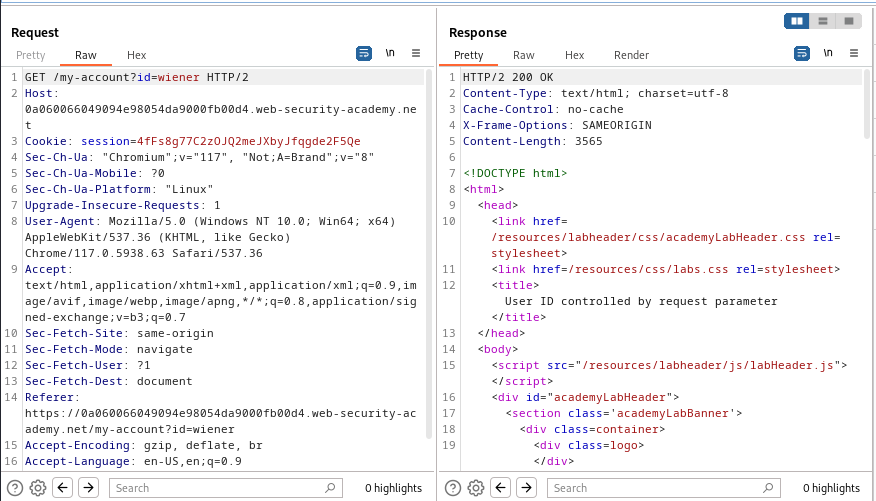 Request
Pretty Raw Hex \n
1 GET /my-account?id=wiener HTTP/2
2 Host:
0a060066049094e98054da9000fb00d4.web-security-academy.ne
t
3 Cookie: session=4fFs8g77C2zOJQ2meJXbyJfqgde2F5Qe
4 Sec-Ch-Ua: "Chromium";v="117", "Not;A=Brand";v="8"
5 Sec-Ch-Ua-Mobile: ?0
6 Sec-Ch-Ua-Platform: "Linux"
7 Upgrade-Insecure-Requests: 1
8 User-Agent: Mozilla/5.0 (Windows NT 10.0; Win64; x64)
AppleWebKit/537.36 (KHTML, like Gecko)
Chrome/117.0.5938.63 Safari/537.36
9 Accept:
text/html,application/xhtml+xml,application/xml;q=0.9,im
age/avif,image/webp,image/apng,*/*;q=0.8,application/sig
ned-exchange;v=b3;q=0.7
10 Sec-Fetch-Site: same-origin
11 Sec-Fetch-Mode: navigate
12 Sec-Fetch-User: ?1
13 Sec-Fetch-Dest: document
14 Referer:
https://0a060066049094e98054da9000fb00d4.web-security-ac
ademy.net/my-account?id=wiener
15 Accept-Encoding: gzip, deflate, br
16 Accept-Language: en-US,en;q=0.9
Search 0 highlights
Response
Pretty Raw Hex Render \n
1 HTTP/2 200 OK
2 Content-Type: text/html; charset=utf-8
3 Cache-Control: no-cache
4 X-Frame-Options: SAMEORIGIN
5 Content-Length: 3565
6
7 <!DOCTYPE html>
8 <html>
9 <head>
10 <link href=
/resources/labheader/css/academyLabHeader.css rel=
stylesheet>
11 <link href=/resources/css/labs.css rel=stylesheet>
12 <title>
User ID controlled by request parameter
</title>
13 </head>
14 <body>
15 <script src="/resources/labheader/js/labHeader.js">
</script>
16 <div id="academyLabHeader">
17 <section class='academyLabBanner'>
18 <div class=container>
19 <div class=logo>
</div>
Search 0 highlights